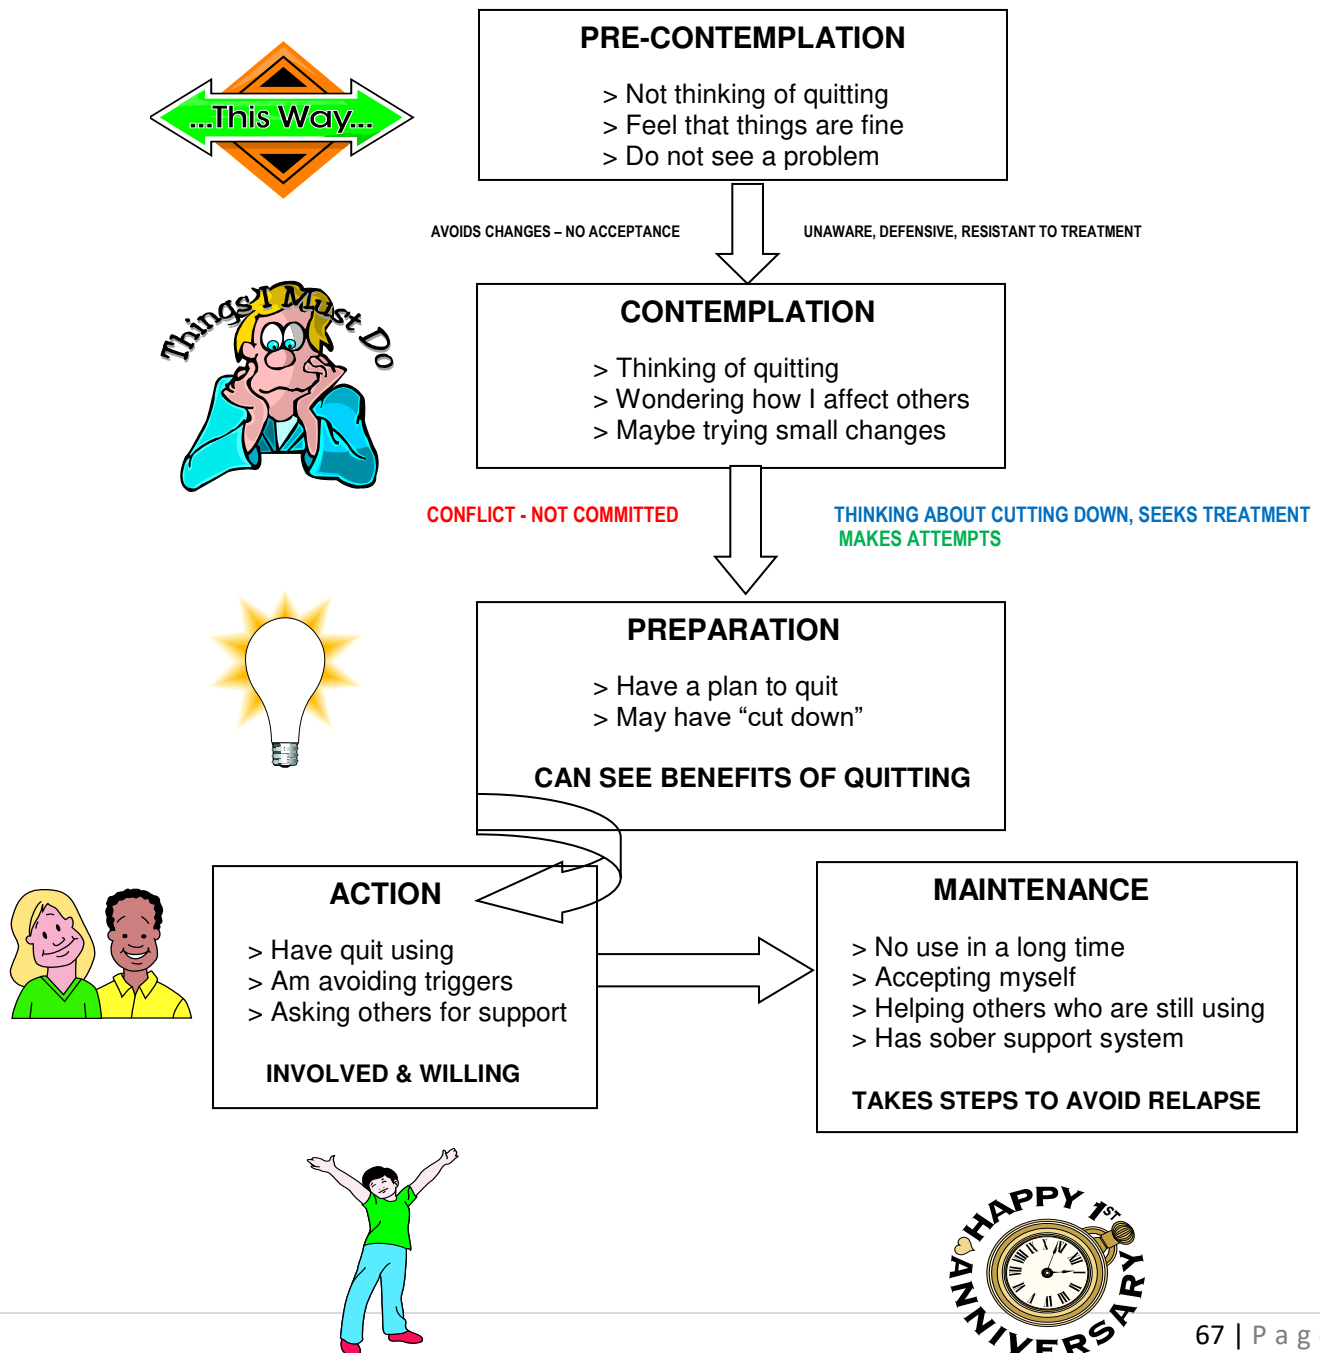 PRE-CONTEMPLATION
...This Way...
> Not thinking of quitting
> Feel that things are fine
> Do not see a problem
AVOIDS CHANGES – NO ACCEPTANCE
UNAWARE, DEFENSIVE, RESISTANT TO TREATMENT
Things I Must Do
CONTEMPLATION
> Thinking of quitting
> Wondering how I affect others
> Maybe trying small changes
CONFLICT - NOT COMMITTED
THINKING ABOUT CUTTING DOWN, SEEKS TREATMENT
MAKES ATTEMPTS
PREPARATION
> Have a plan to quit
> May have “cut down”
CAN SEE BENEFITS OF QUITTING
ACTION
> Have quit using
> Am avoiding triggers
> Asking others for support
INVOLVED & WILLING
MAINTENANCE
> No use in a long time
> Accepting myself
> Helping others who are still using
> Has sober support system
TAKES STEPS TO AVOID RELAPSE
HAPPY 1ST
ANNIVERSARY
67 | P a g